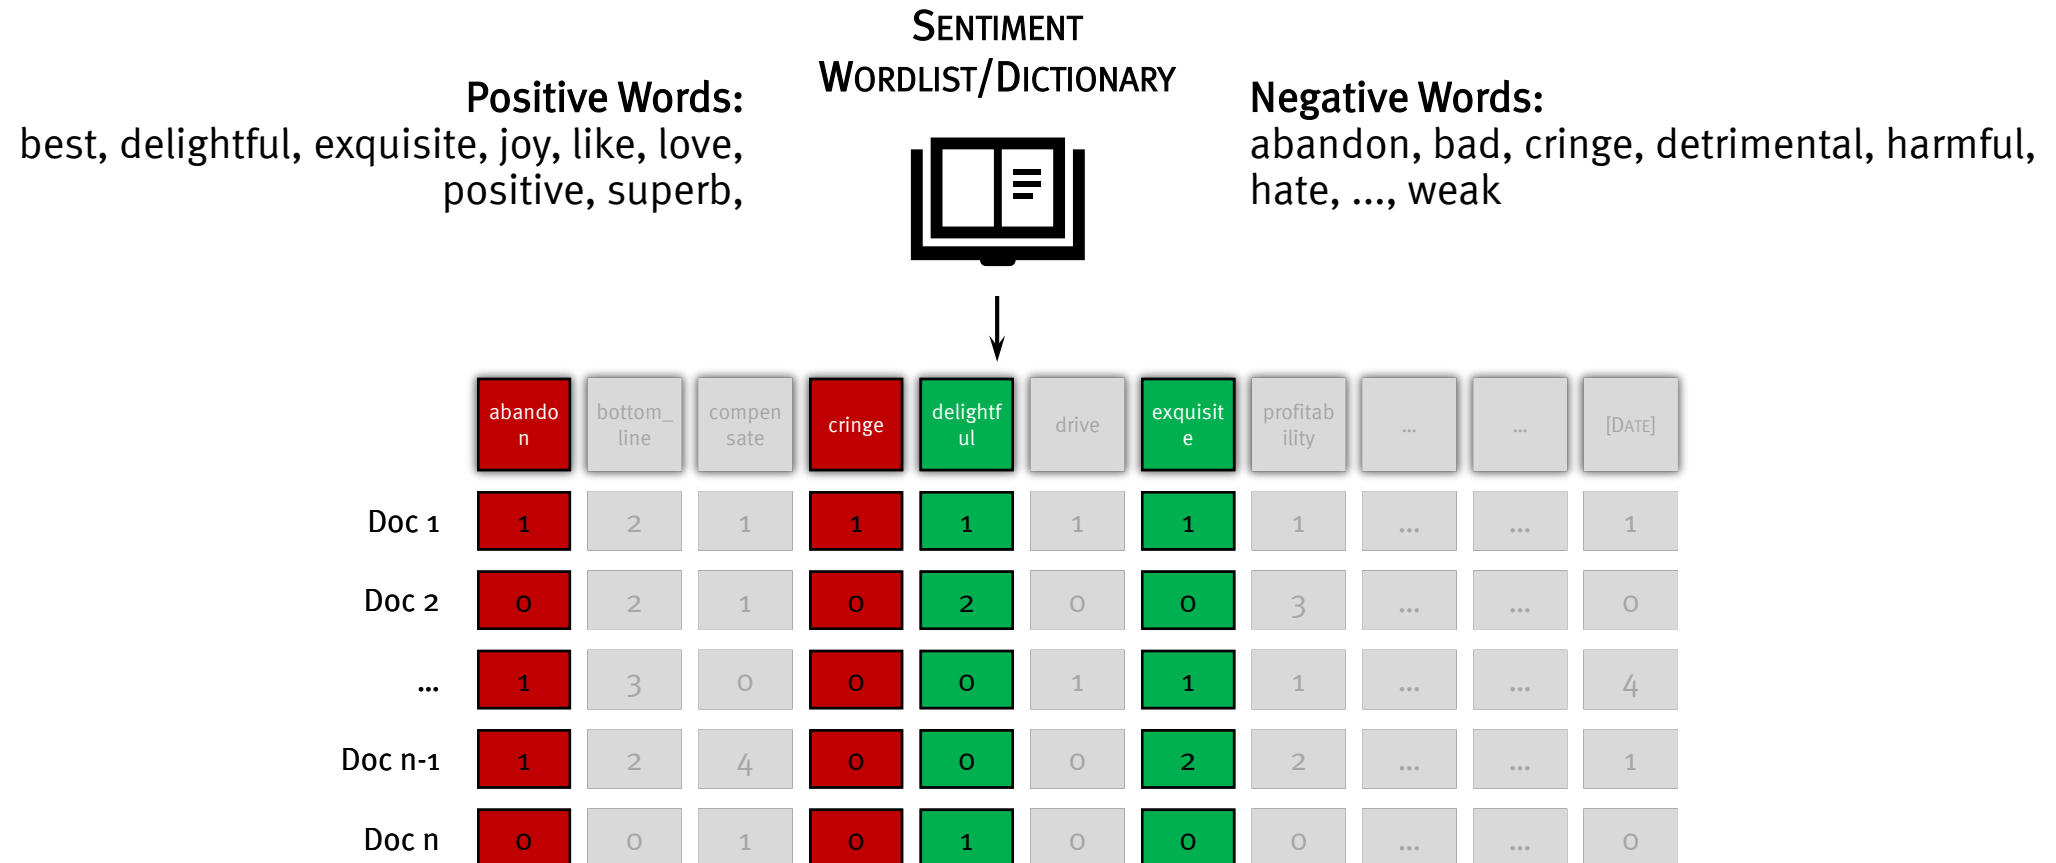 SENTIMENT
WORDLIST/DICTIONARY
Positive Words:
best, delightful, exquisite, joy, like, love,
positive, superb,
Negative Words:
abandon, bad, cringe, detrimental, harmful,
hate, ..., weak
abando
n
bottom_
line
compen
sate
cringe
delightf
ul
drive
exquisit
e
profitab
ility
...
...
[DATE]
Doc 1 1 2 1 1 1 1 1 1 ... ... 1
Doc 2 0 2 1 0 2 0 0 3 ... ... 0
... 1 3 0 0 0 1 1 1 ... ... 4
Doc n-1 1 2 4 0 0 0 2 2 ... ... 1
Doc n 0 0 1 0 1 0 0 0 ... ... 0